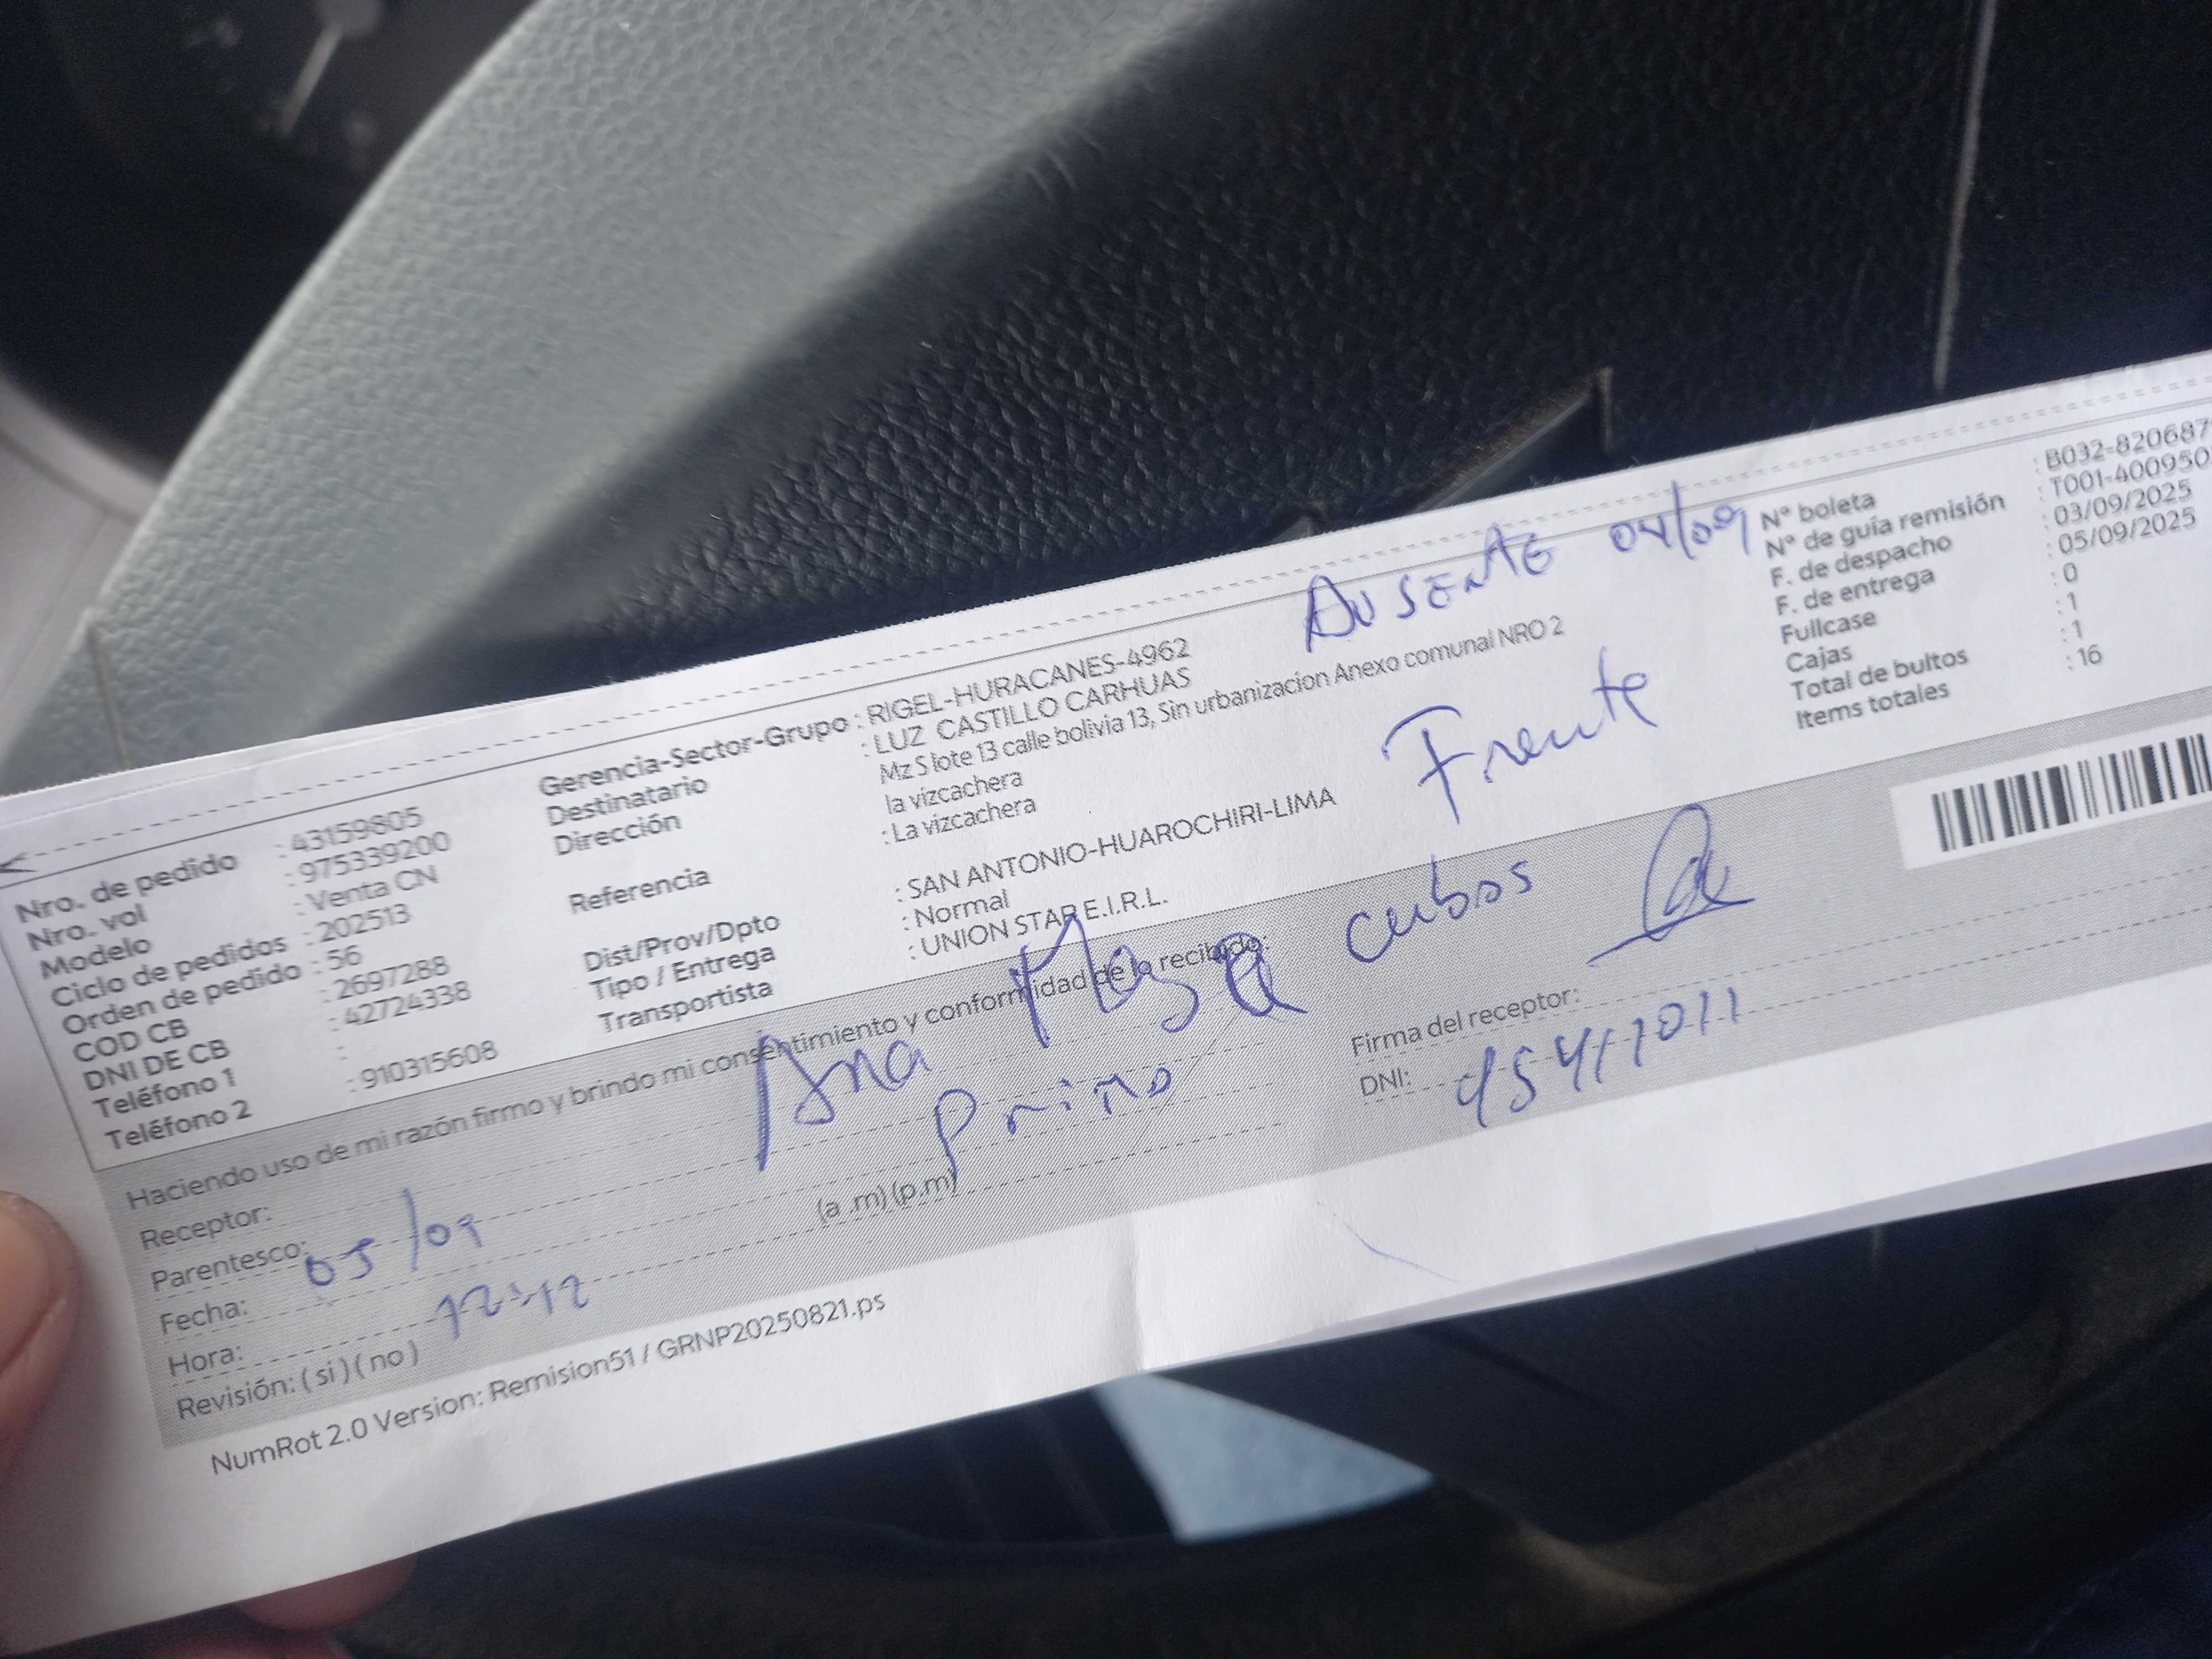 Nro. de pedido : 43159805
Nro. vol : 975339200
Modelo : Venta CN
Ciclo de pedidos : 202513
Orden de pedido : 56
COD CB : 2697288
DNI DE CB : 42724338
Teléfono 1 :
Teléfono 2 : 910315608
Gerencia-Sector-Grupo : RIGEL-HURACANES-4962
Destinatario : LUZ CASTILLO CARHUAS
Dirección Mz S lote 13 calle bolivia 13, Sin urbanizacion Anexo comunal NRO 2
la vizcachera
Referencia : La vizcachera
Dist/Prov/Dpto : SAN ANTONIO-HUAROCHIRI-LIMA
Tipo / Entrega : Normal
Transportista : UNION STAR E.I.R.L.
AUSENTE 04/09
Frente
N° boleta : B032-820687
N° de guía remisión : T001-400950
F. de despacho : 03/09/2025
F. de entrega : 05/09/2025
Fullcase : 0
Cajas : 1
Total de bultos : 1
Items totales : 16
Haciendo uso de mi razón firmo y brindo mi consentimiento y conformidad de lo recibido:
Receptor: Ana
Parentesco:
Fecha: 05/09
Hora: 12:12 (a .m) (p.m)
Revisión: ( si ) ( no )
Firma del receptor:
DNI:
NumRot 2.0 Version: Remision51 / GRNP20250821.ps